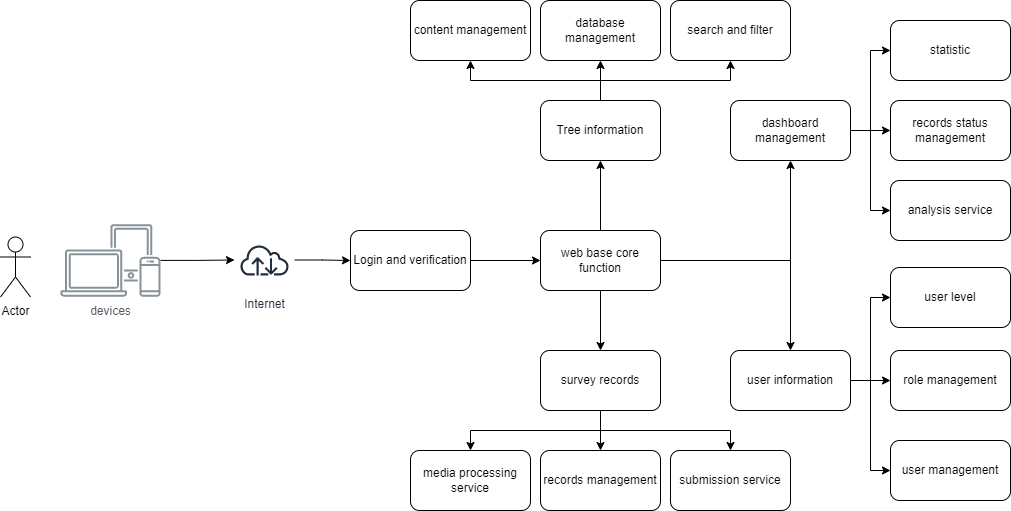 content management
database
management
search and filter
statistic
Tree information
dashboard
management
records status
management
analysis service
Login and verification
web base core
function
Actor
devices
Internet
user level
survey records
user information
role management
media processing
service
records management
submission service
user management